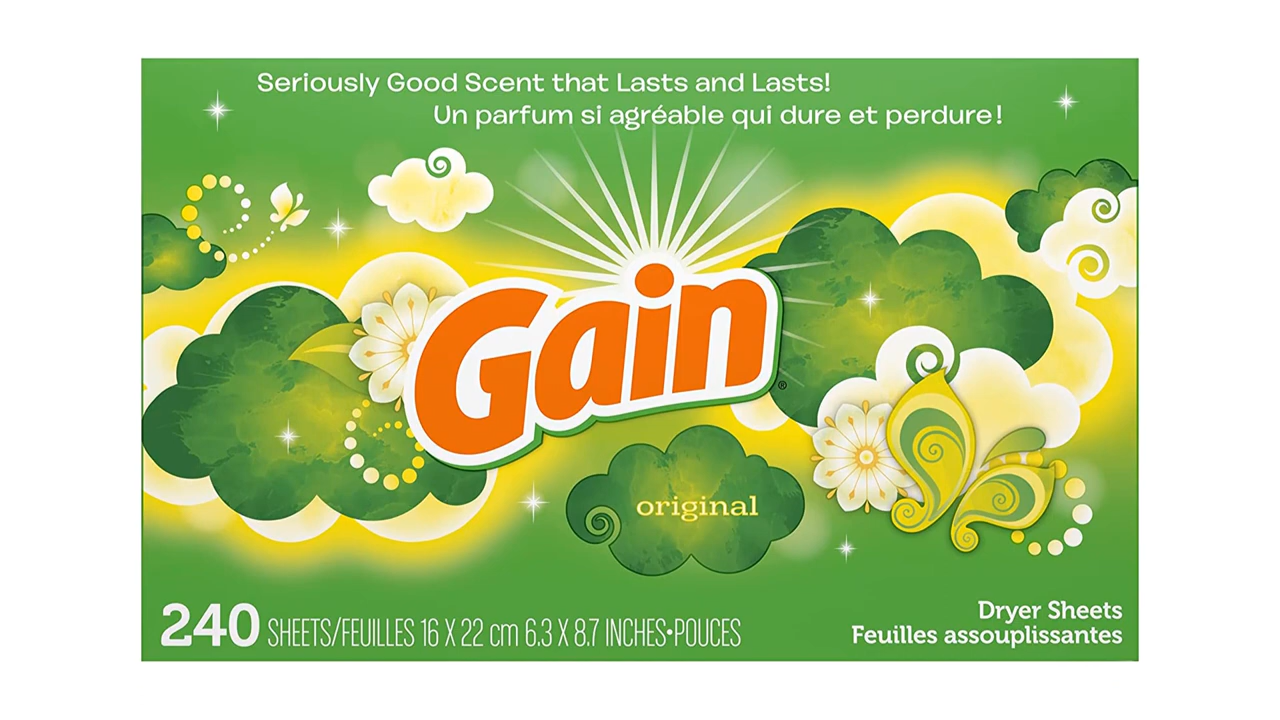 Seriously Good Scent that Lasts and Lasts!
Un parfum si agréable qui dure et perdure!
Gain®
original
240 SHEETS/FEUILLES 16 X 22 cm 6.3 X 8.7 INCHES•POUCES
Dryer Sheets
Feuilles assouplissantes